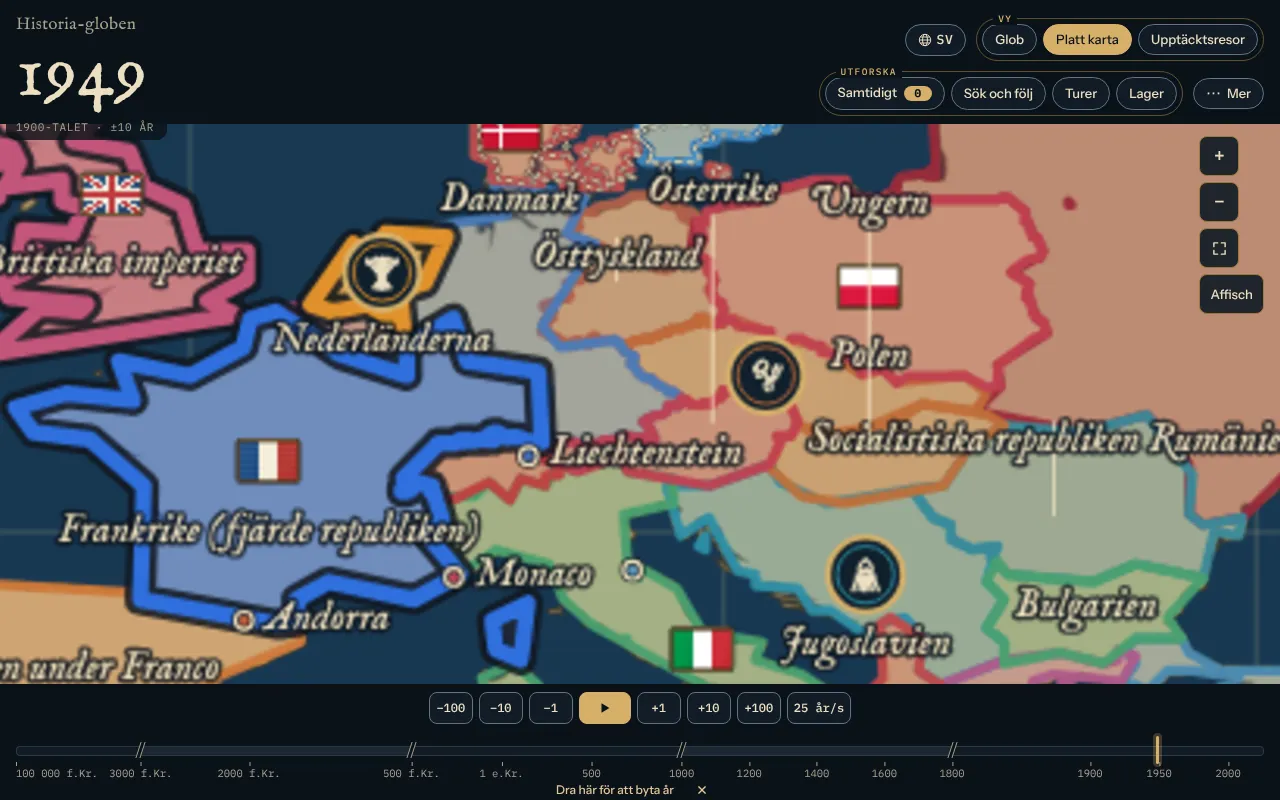 Historia-globen
1949
1900-TALET · ±10 ÅR
SV
VY
Glob
Platt karta
Upptäcktsresor
UTFORSKA
Samtidigt 0
Sök och följ
Turer
Lager
··· Mer
+
−
Affisch
Danmark
Österrike
Ungern
Brittiska imperiet
Östtyskland
Nederländerna
Polen
Liechtenstein
Socialistiska republiken Rumänie
Frankrike (fjärde republiken)
Monaco
Andorra
Bulgarien
Jugoslavien
en under Franco
−100
−10
−1
+1
+10
+100
25 år/s
100 000 f.Kr.
3000 f.Kr.
2000 f.Kr.
500 f.Kr.
1 e.Kr.
500
1000
1200
1400
1600
1800
1900
1950
2000
Dra här för att byta år ×